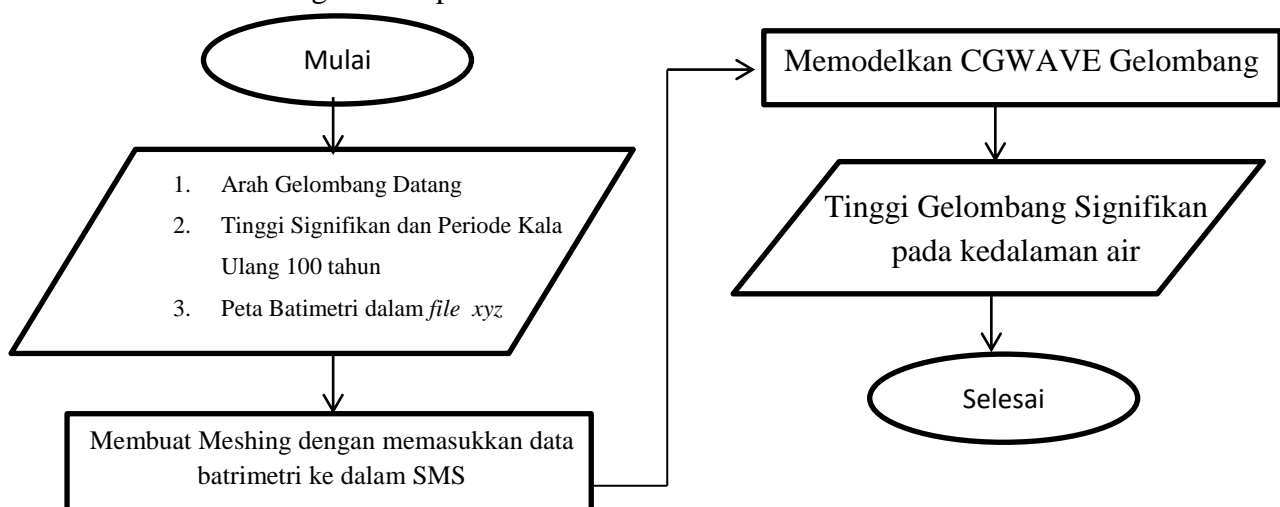 Mulai
1. Arah Gelombang Datang
2. Tinggi Signifikan dan Periode Kala
Ulang 100 tahun
3. Peta Batimetri dalam file xyz
Membuat Meshing dengan memasukkan data
batrimetri ke dalam SMS
Memodelkan CGWAVE Gelombang
Tinggi Gelombang Signifikan
pada kedalaman air
Selesai